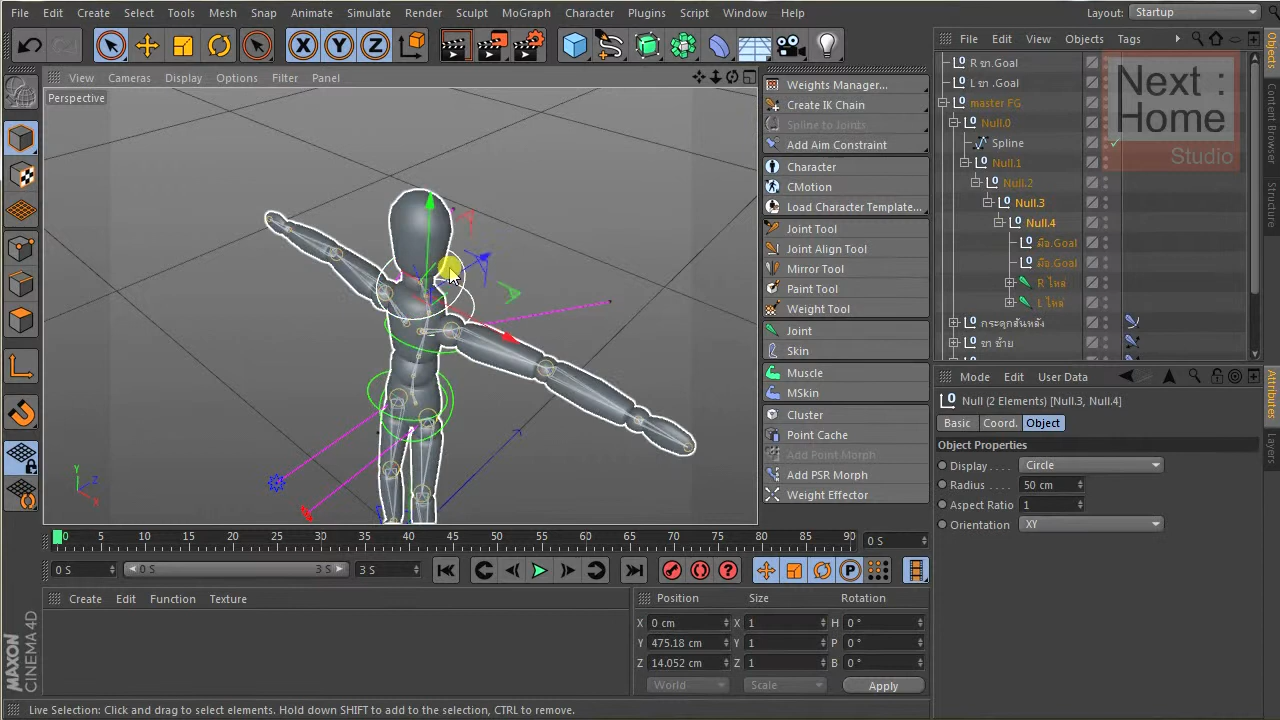 File Edit Create Select Tools Mesh Snap Animate Simulate Render Sculpt MoGraph Character Plugins Script Window Help Layout: Startup
X Y Z
File Edit View Objects Tags
View Cameras Display Options Filter Panel
Perspective
Weights Manager...
Create IK Chain
Spline to Joints
Add Aim Constraint
Character
CMotion
Load Character Template...
Joint Tool
Joint Align Tool
Mirror Tool
Paint Tool
Weight Tool
Joint
Skin
Muscle
MSkin
Cluster
Point Cache
Add Point Morph
Add PSR Morph
Weight Effector
R ขา.Goal
L ขา .Goal
master FG
Null.0
Spline
Null.1
Null.2
Null.3
Null.4
มือ.Goal
มือ.Goal
R ไหล่
L ไหล่
กระดูกสันหลัง
ขา ซ้าย
Next :
Home
Studio
Objects
Content Browser
Structure
Attributes
Layers
Mode Edit User Data
Null (2 Elements) [Null.3, Null.4]
Basic Coord. Object
Object Properties
Display . . . . Circle
Radius . . . . 50 cm
Aspect Ratio 1
Orientation . . XY
Y Z X
0 5 10 15 20 25 30 35 40 45 50 55 60 65 70 75 80 85 90 0 S
0 S 0 S 3 S 3 S
Create Edit Function Texture
Position Size Rotation
X 0 cm X 1 H 0 °
Y 475.18 cm Y 1 P 0 °
Z 14.052 cm Z 1 B 0 °
World Scale Apply
MAXON
CINEMA 4D
Live Selection: Click and drag to select elements. Hold down SHIFT to add to the selection, CTRL to remove.